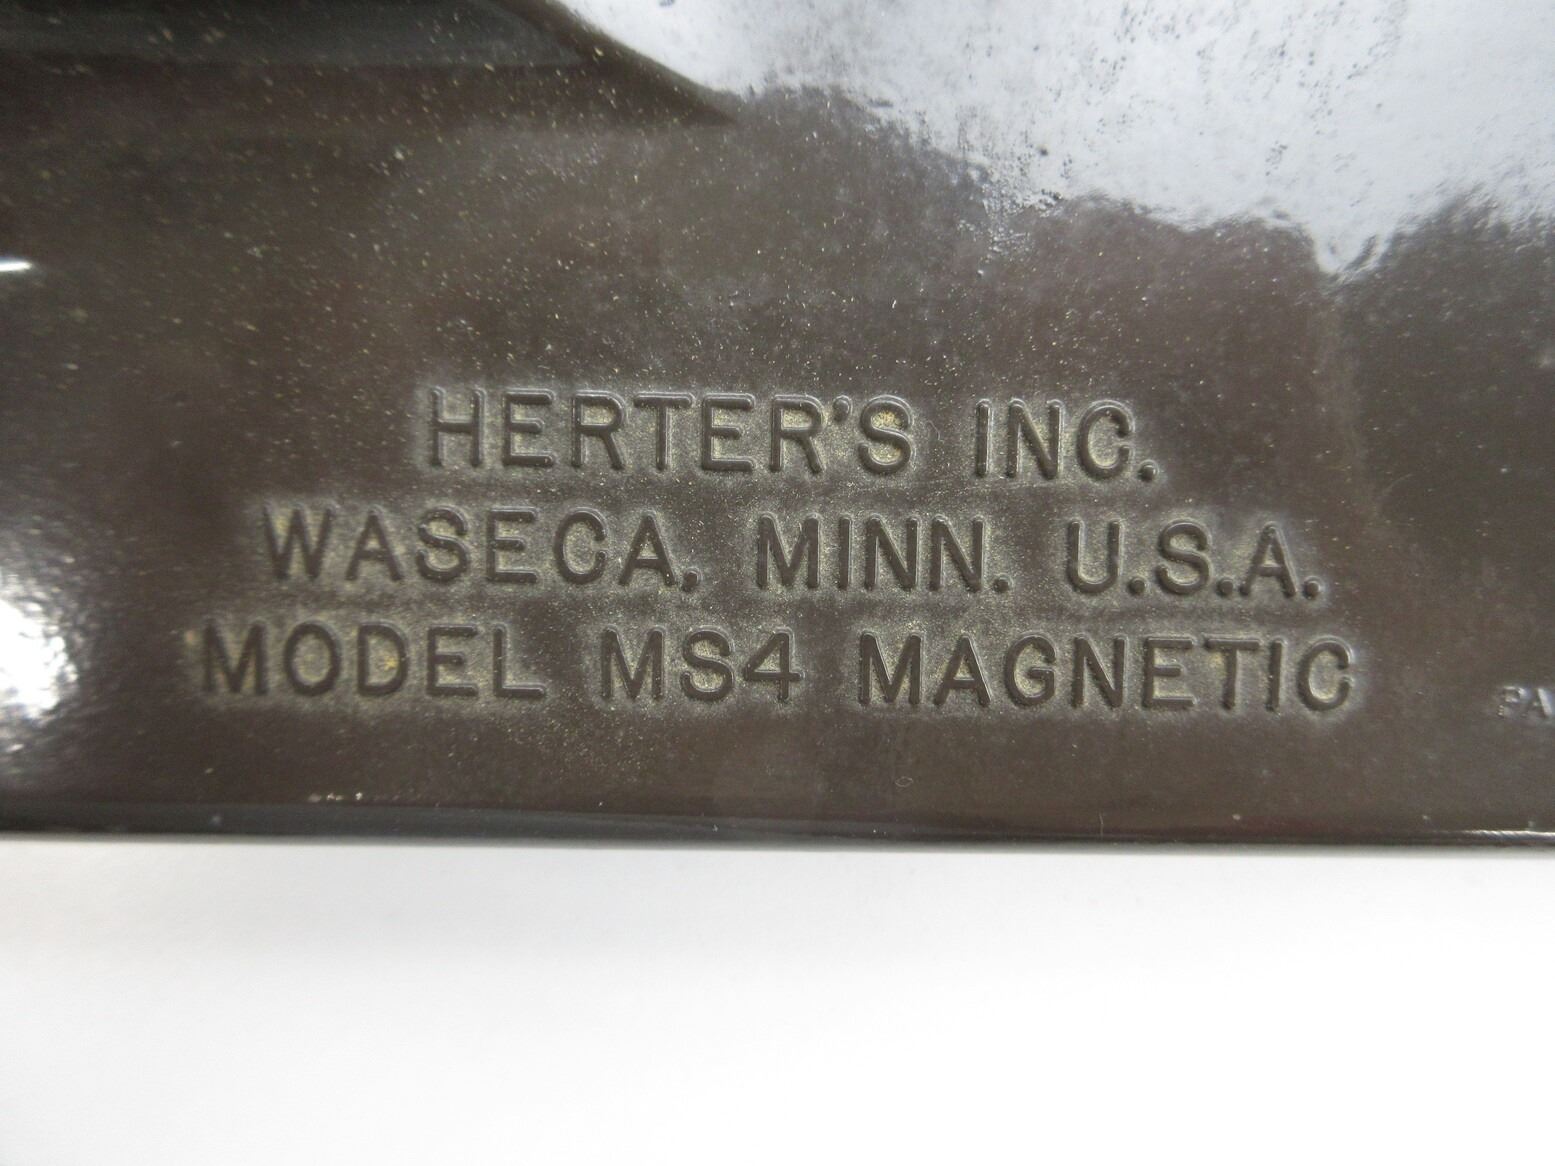 HERTER'S INC.
WASECA, MINN. U.S.A.
MODEL MS4 MAGNETIC